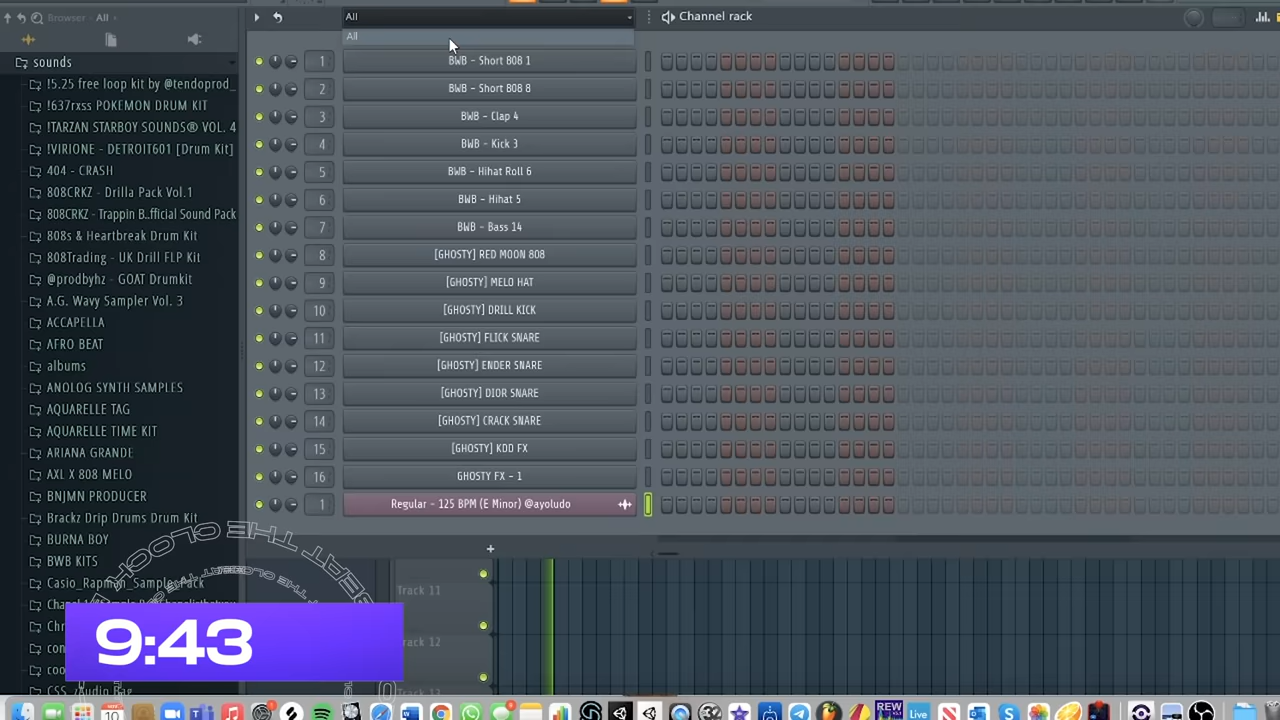 Browser - All
All
Channel rack
All
sounds
!5.25 free loop kit by @tendoprod_
!637rxss POKEMON DRUM KIT
!TARZAN STARBOY SOUNDS® VOL. 4
!VIRIONE - DETROIT601 [Drum Kit]
404 - CRASH
808CRKZ - Drilla Pack Vol.1
808CRKZ - Trappin B..fficial Sound Pack
808s & Heartbreak Drum Kit
808Trading - UK Drill FLP Kit
@prodbyhz - GOAT Drumkit
A.G. Wavy Sampler Vol. 3
ACCAPELLA
AFRO BEAT
albums
ANOLOG SYNTH SAMPLES
AQUARELLE TAG
AQUARELLE TIME KIT
ARIANA GRANDE
AXL X 808 MELO
BNJMN PRODUCER
Brackz Drip Drums Drum Kit
BURNA BOY
BWB KITS
Casio_Rapman_Sample Pack
1 BWB - Short 808 1
2 BWB - Short 808 8
3 BWB - Clap 4
4 BWB - Kick 3
5 BWB - Hihat Roll 6
6 BWB - Hihat 5
7 BWB - Bass 14
8 [GHOSTY] RED MOON 808
9 [GHOSTY] MELO HAT
10 [GHOSTY] DRILL KICK
11 [GHOSTY] FLICK SNARE
12 [GHOSTY] ENDER SNARE
13 [GHOSTY] DIOR SNARE
14 [GHOSTY] CRACK SNARE
15 [GHOSTY] KDD FX
16 GHOSTY FX - 1
1 Regular - 125 BPM (E Minor) @ayoludo
+
Track 11
Track 12
BEAT THE CLOCK
9:43
10
REW
Live